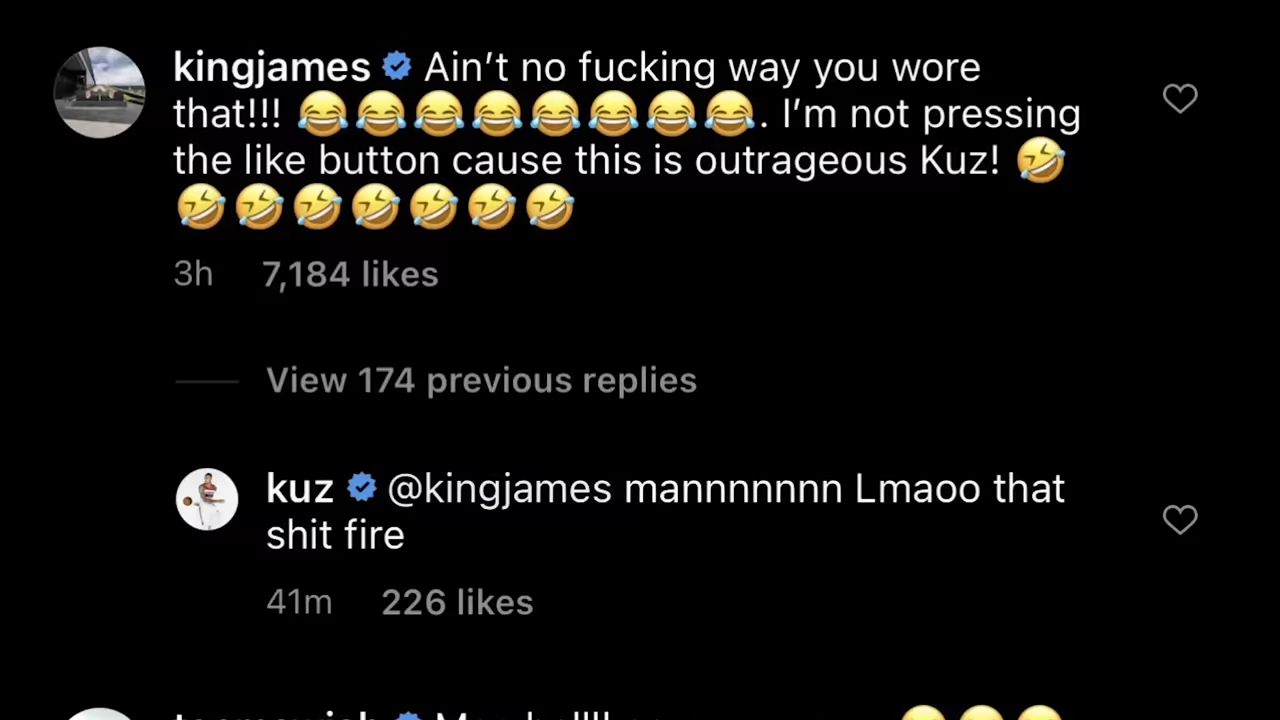 kingjames Ain't no fucking way you wore
that!!! 😂😂😂😂😂😂😂😂. I'm not pressing
the like button cause this is outrageous Kuz! 🤣
🤣🤣🤣🤣🤣🤣🤣
3h 7,184 likes
View 174 previous replies
kuz @kingjames mannnnnnn Lmaoo that
shit fire
41m 226 likes